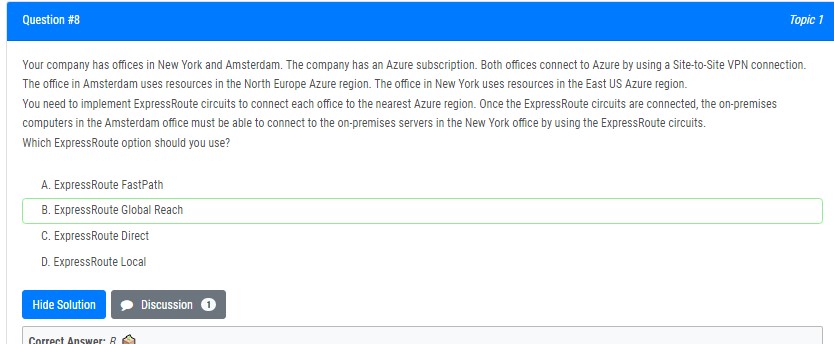 Question #8
Topic 1
Your company has offices in New York and Amsterdam. The company has an Azure subscription. Both offices connect to Azure by using a Site-to-Site VPN connection.
The office in Amsterdam uses resources in the North Europe Azure region. The office in New York uses resources in the East US Azure region.
You need to implement ExpressRoute circuits to connect each office to the nearest Azure region. Once the ExpressRoute circuits are connected, the on-premises
computers in the Amsterdam office must be able to connect to the on-premises servers in the New York office by using the ExpressRoute circuits.
Which ExpressRoute option should you use?
A. ExpressRoute FastPath
B. ExpressRoute Global Reach
C. ExpressRoute Direct
D. ExpressRoute Local
Hide Solution
Discussion 1
Correct Answer: B